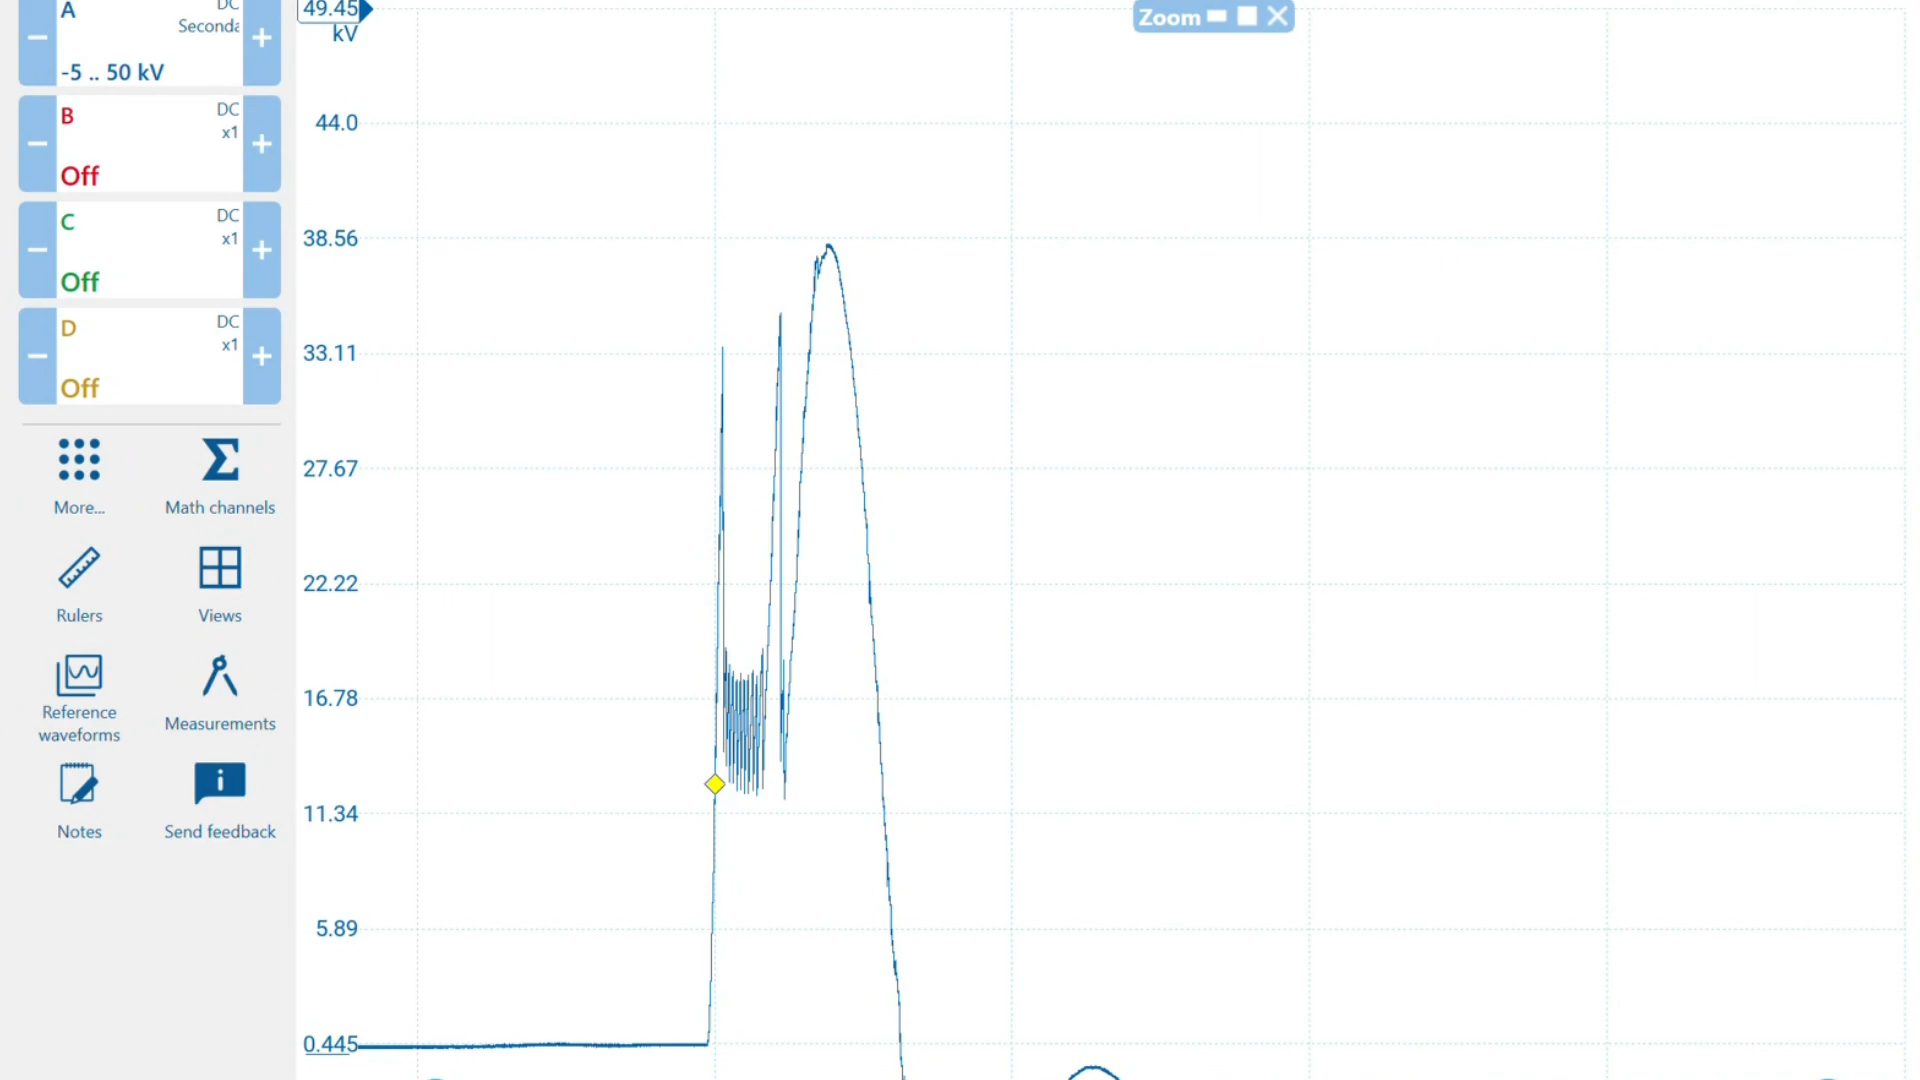 A
DC
Seconda
-5 .. 50 kV
B
DC
x1
Off
C
DC
x1
Off
D
DC
x1
Off
More...
Math channels
Rulers
Views
Reference
waveforms
Measurements
Notes
Send feedback
Zoom
49.45
kV
44.0
38.56
33.11
27.67
22.22
16.78
11.34
5.89
0.445